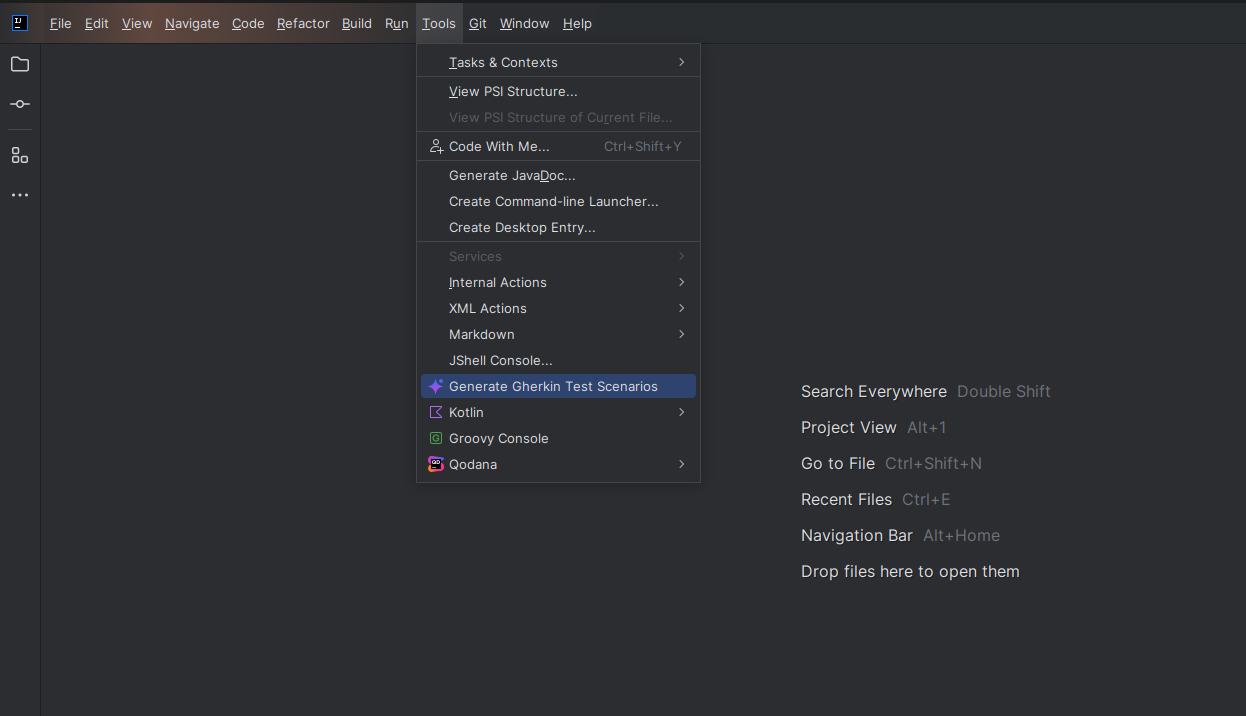 File Edit View Navigate Code Refactor Build Run Tools Git Window Help
Tasks & Contexts
View PSI Structure...
View PSI Structure of Current File...
Code With Me... Ctrl+Shift+Y
Generate JavaDoc...
Create Command-line Launcher...
Create Desktop Entry...
Services
Internal Actions
XML Actions
Markdown
JShell Console...
Generate Gherkin Test Scenarios
Kotlin
Groovy Console
Qodana
Search Everywhere Double Shift
Project View Alt+1
Go to File Ctrl+Shift+N
Recent Files Ctrl+E
Navigation Bar Alt+Home
Drop files here to open them